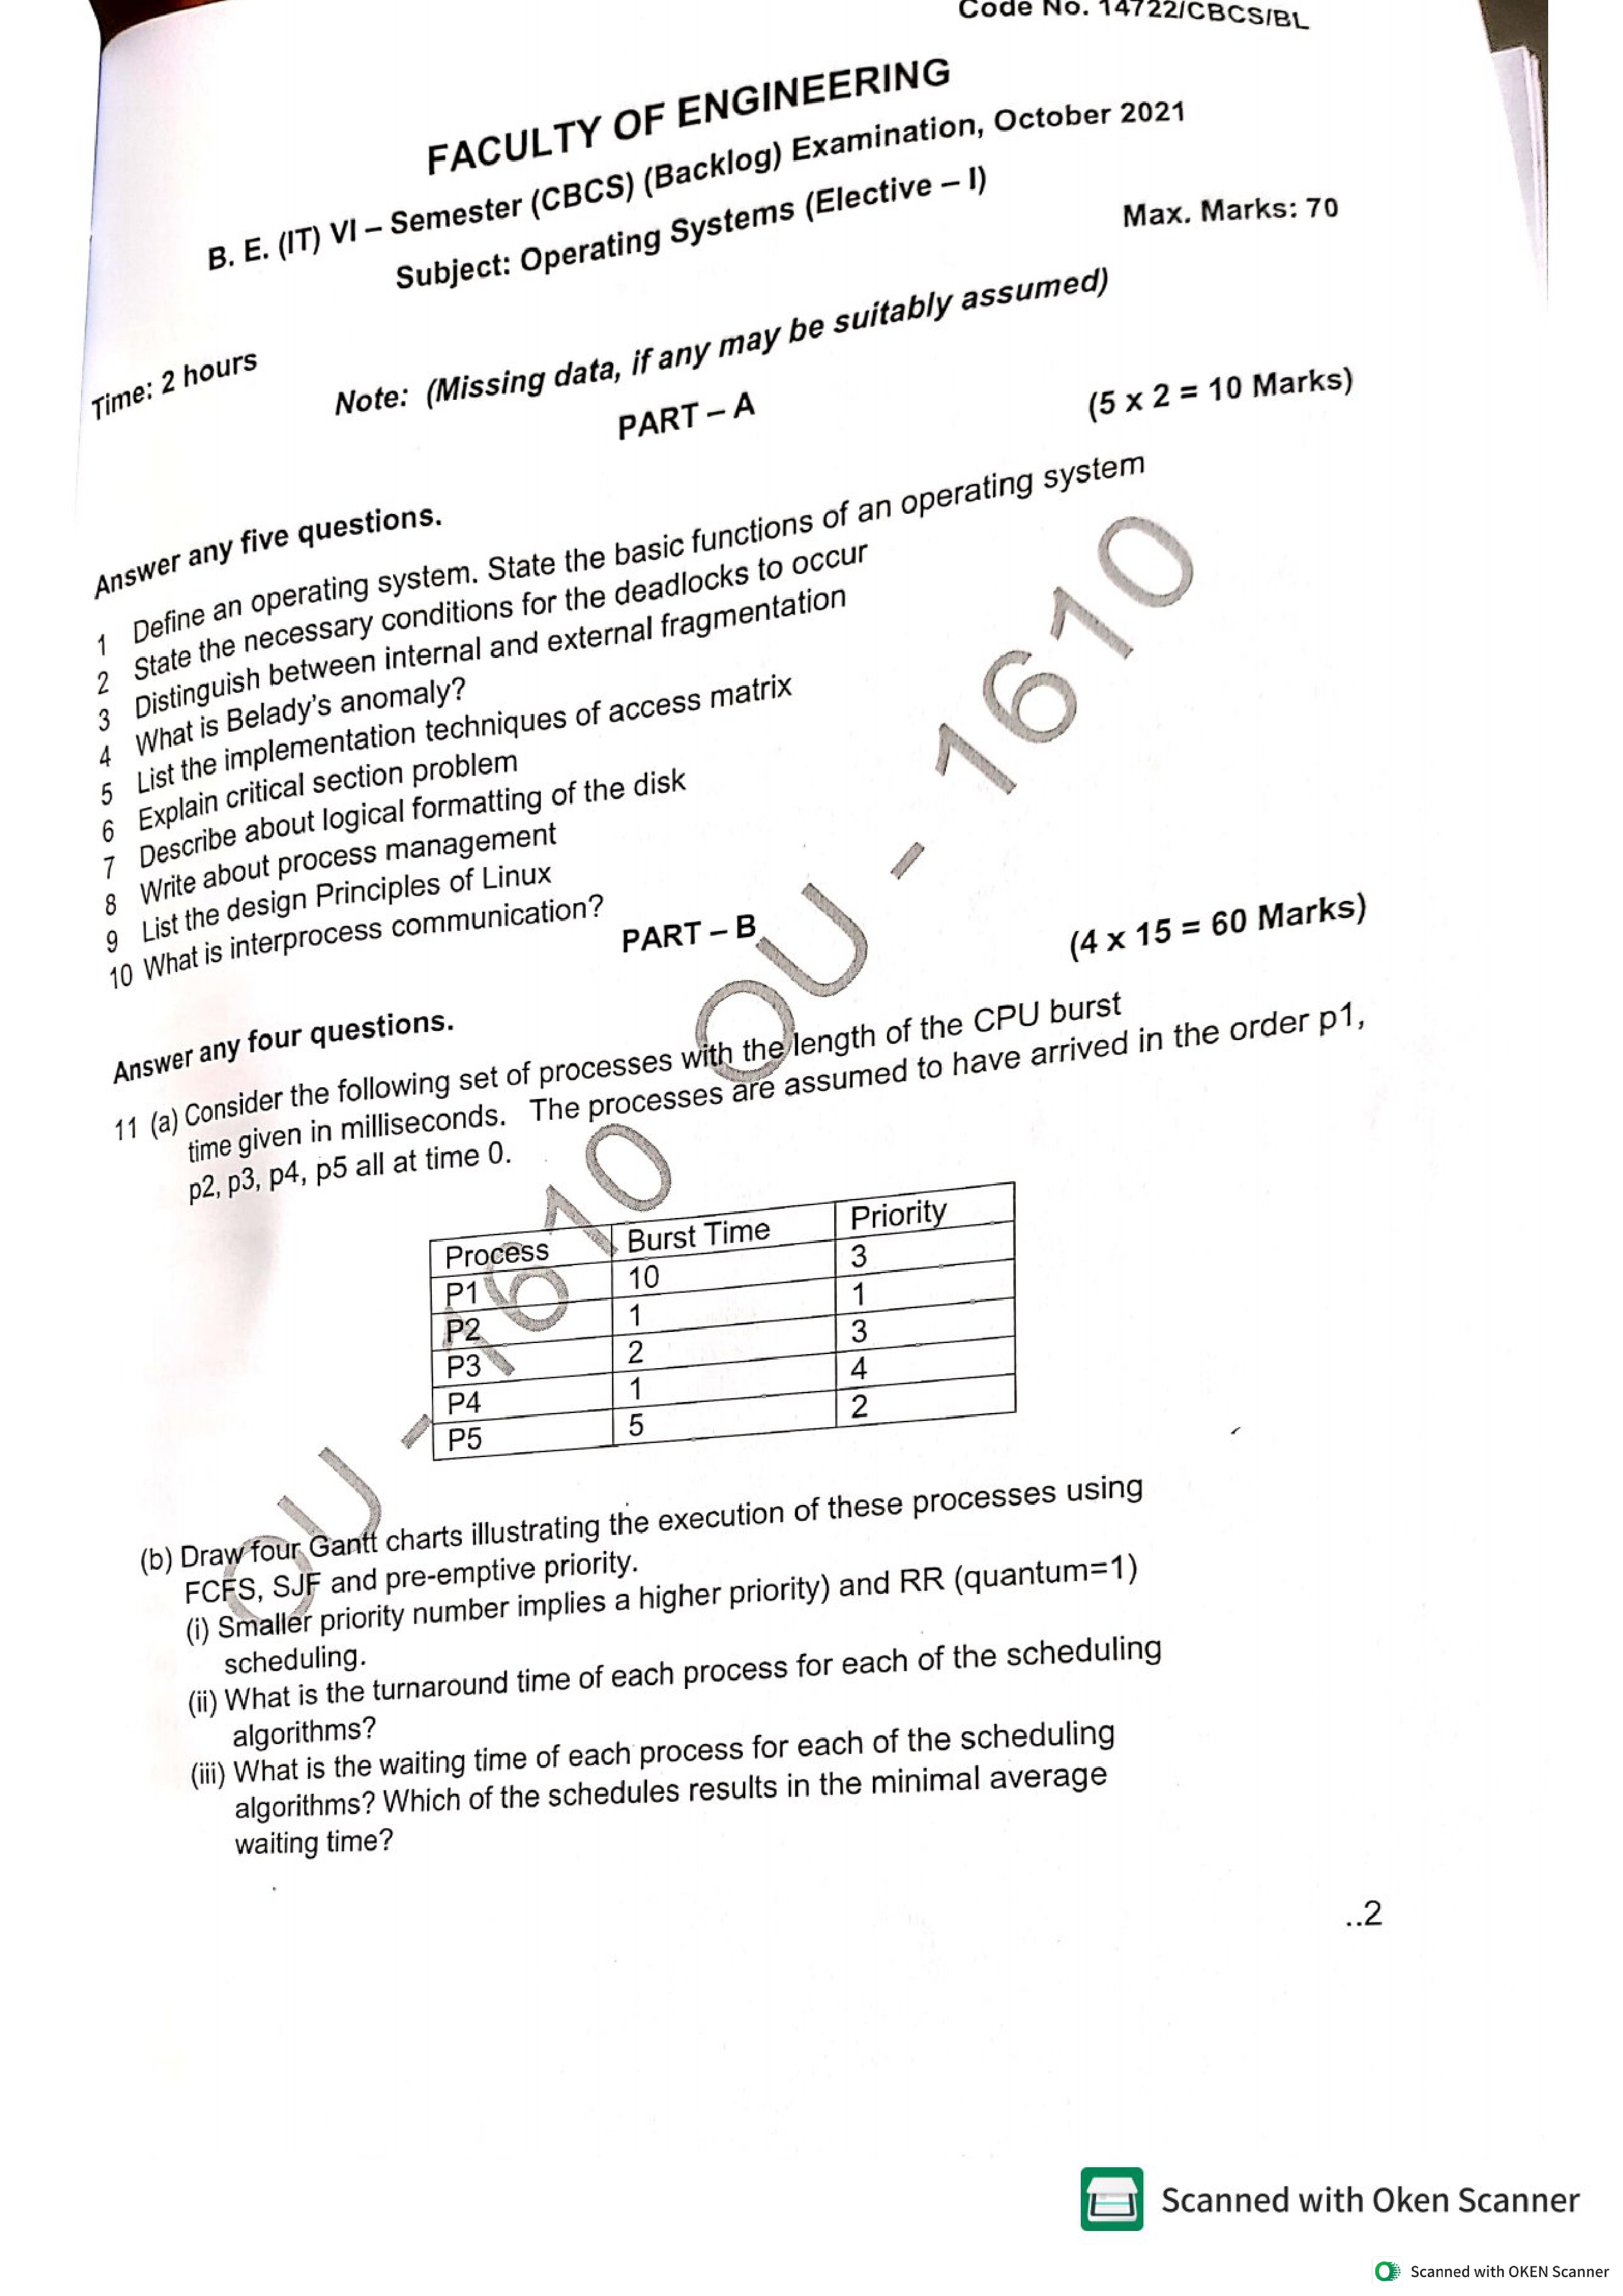 Code No. 14722/CBCS/BL
FACULTY OF ENGINEERING
B. E. (IT) VI – Semester (CBCS) (Backlog) Examination, October 2021
Subject: Operating Systems (Elective – I)
Max. Marks: 70
Time: 2 hours
Note: (Missing data, if any may be suitably assumed)
PART – A
(5 x 2 = 10 Marks)
Answer any five questions.
1 Define an operating system. State the basic functions of an operating system
2 State the necessary conditions for the deadlocks to occur
3 Distinguish between internal and external fragmentation
4 What is Belady's anomaly?
5 List the implementation techniques of access matrix
6 Explain critical section problem
7 Describe about logical formatting of the disk
8 Write about process management
9 List the design Principles of Linux
10 What is interprocess communication?
PART – B
(4 x 15 = 60 Marks)
Answer any four questions.
11 (a) Consider the following set of processes with the length of the CPU burst
time given in milliseconds. The processes are assumed to have arrived in the order p1,
p2, p3, p4, p5 all at time 0.
Process Burst Time Priority
P1 10 3
P2 1 1
P3 2 3
P4 1 4
P5 5 2
(b) Draw four Gantt charts illustrating the execution of these processes using
FCFS, SJF and pre-emptive priority.
(i) Smaller priority number implies a higher priority) and RR (quantum=1)
scheduling.
(ii) What is the turnaround time of each process for each of the scheduling
algorithms?
(iii) What is the waiting time of each process for each of the scheduling
algorithms? Which of the schedules results in the minimal average
waiting time?
..2
OU - 1610 OU - 1610
Scanned with Oken Scanner
Scanned with OKEN Scanner